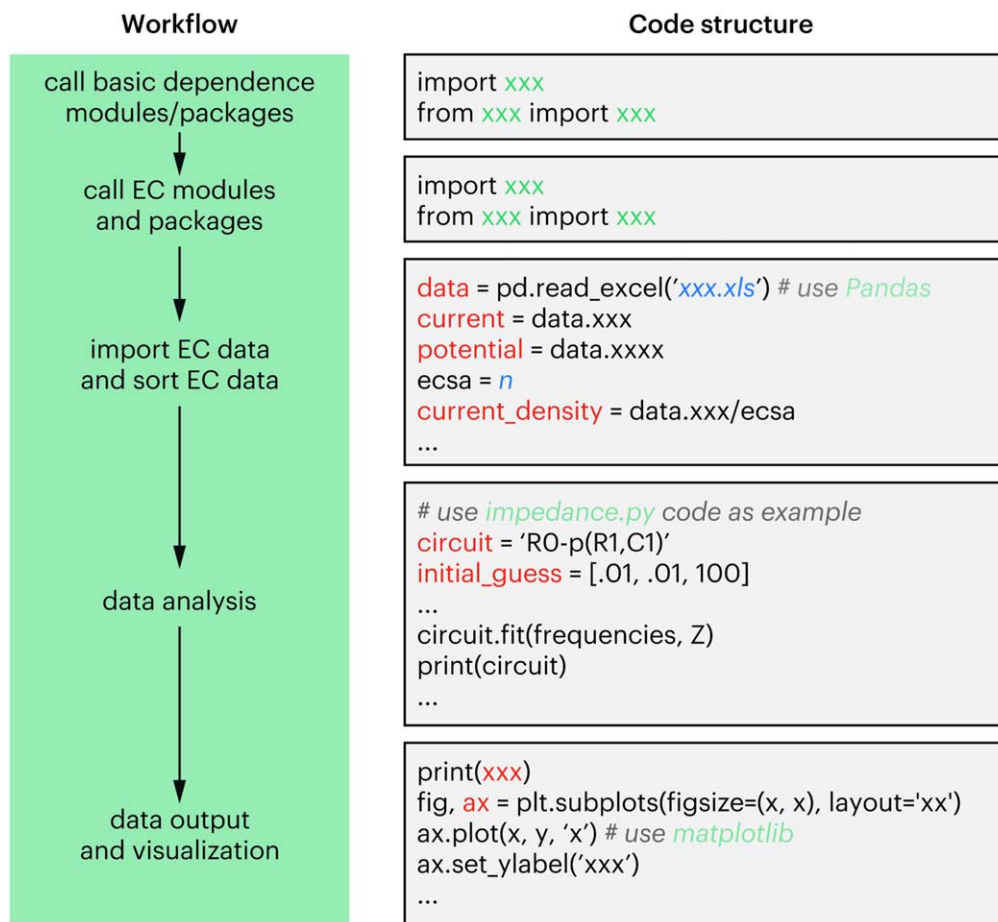 Workflow
Code structure
call basic dependence
modules/packages
import xxx
from xxx import xxx
call EC modules
and packages
import xxx
from xxx import xxx
import EC data
and sort EC data
data = pd.read_excel(‘xxx.xls’) # use Pandas
current = data.xxx
potential = data.xxxx
ecsa = n
current_density = data.xxx/ecsa
...
data analysis
# use impedance.py code as example
circuit = ‘R0-p(R1,C1)’
initial_guess = [.01, .01, 100]
...
circuit.fit(frequencies, Z)
print(circuit)
...
data output
and visualization
print(xxx)
fig, ax = plt.subplots(figsize=(x, x), layout='xx')
ax.plot(x, y, ‘x’) # use matplotlib
ax.set_ylabel(‘xxx’)
...